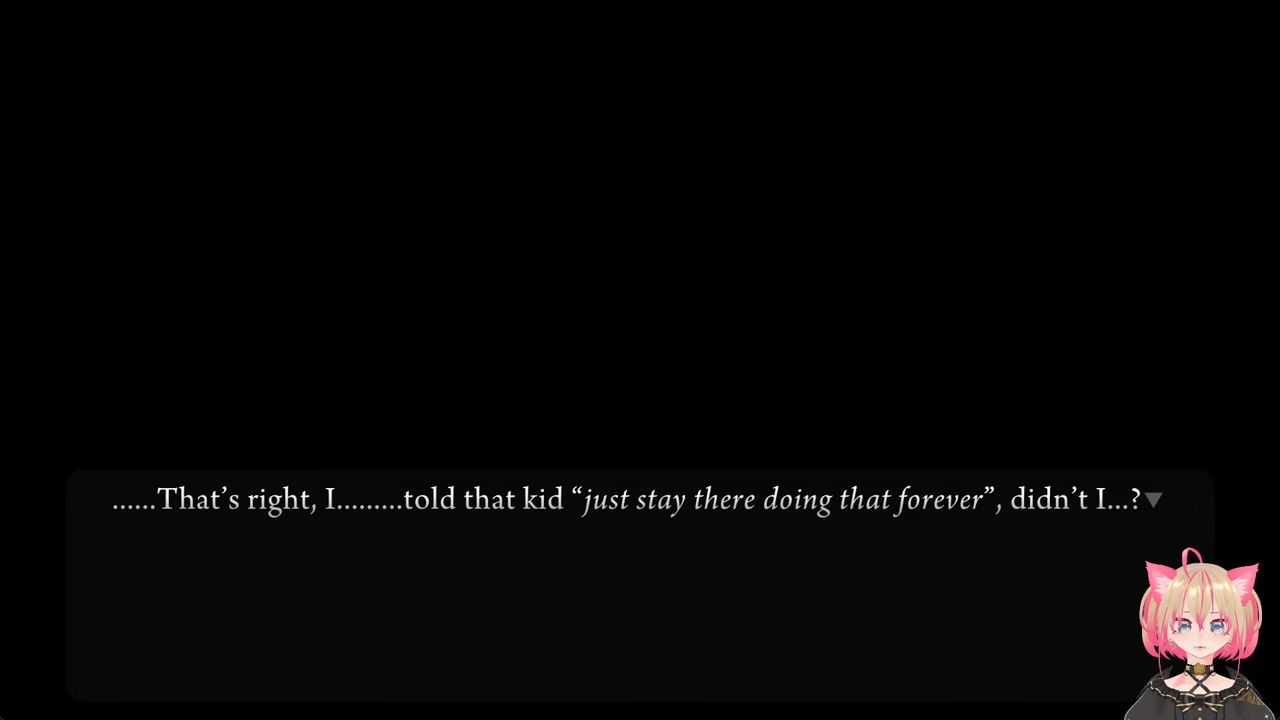 ......That’s right, I.........told that kid “just stay there doing that forever”, didn’t I...?